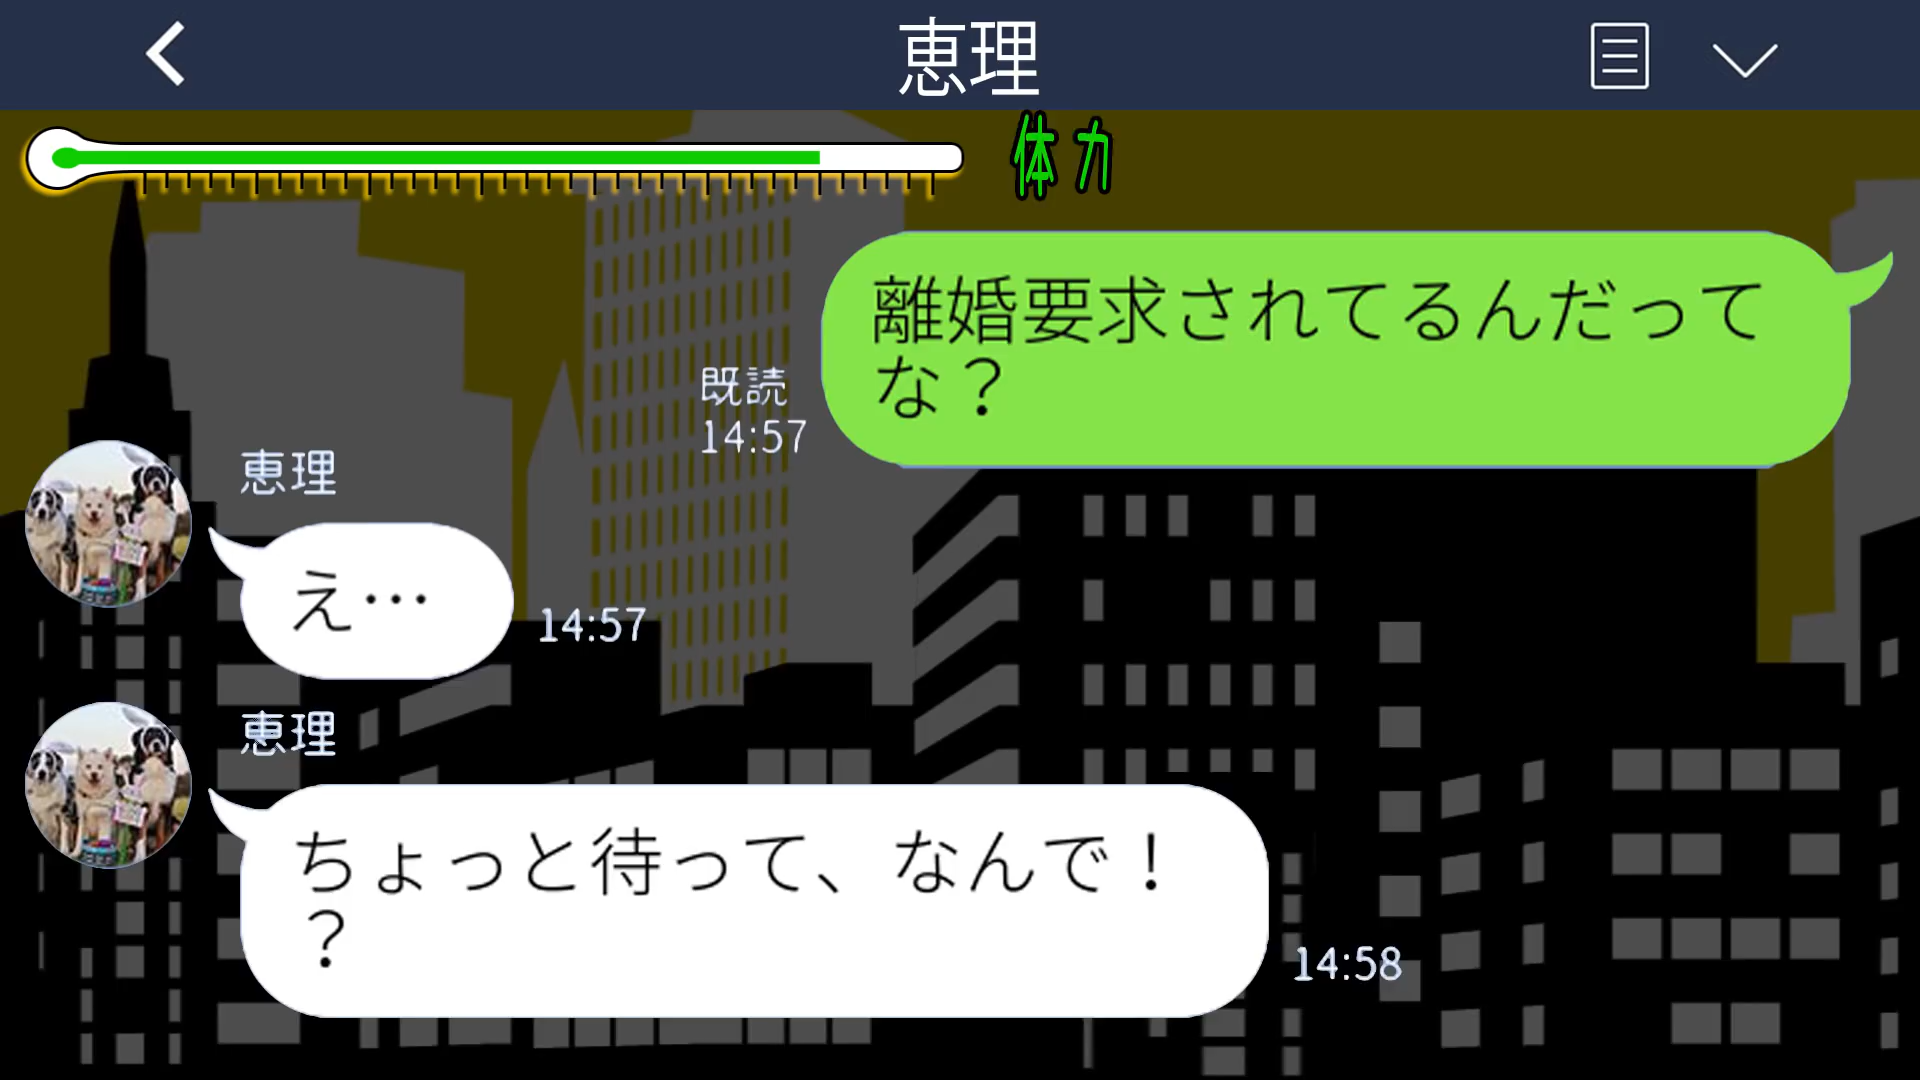 恵理
体力
離婚要求されてるんだって
な？
既読
14:57
恵理
え…
14:57
恵理
ちょっと待って、なんで！
？
14:58